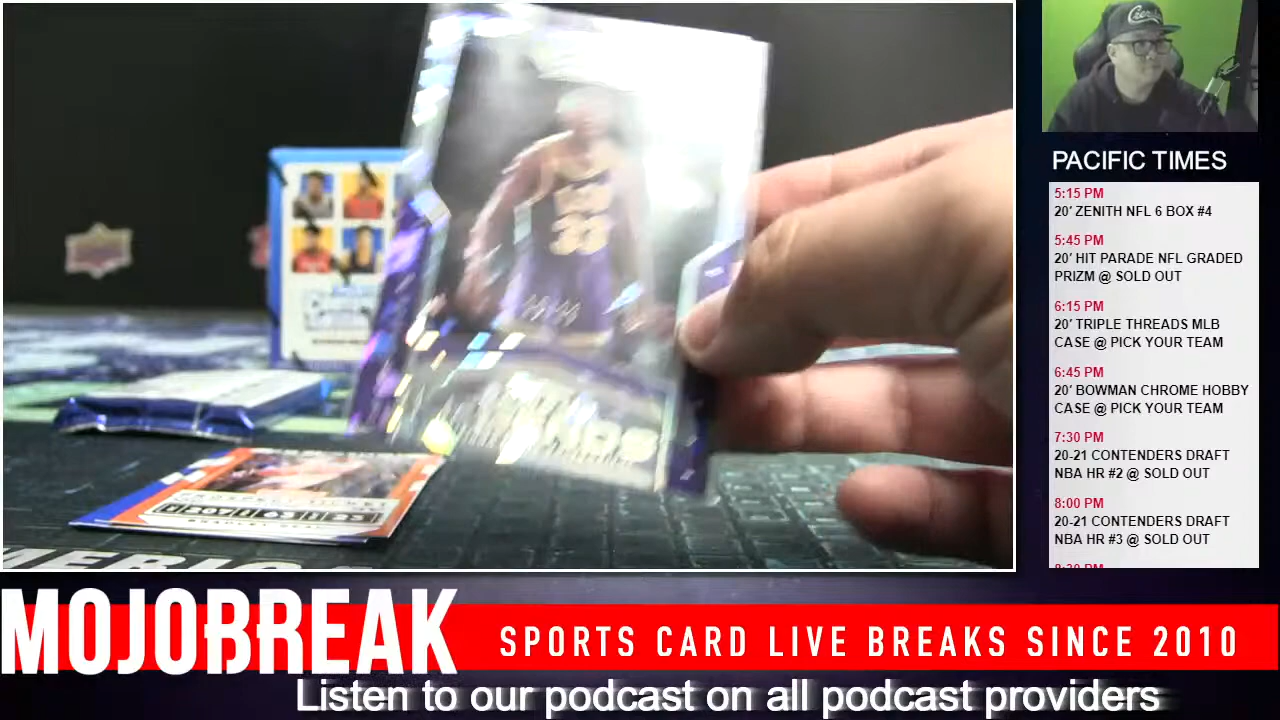 PACIFIC TIMES
5:15 PM
20' ZENITH NFL 6 BOX #4
5:45 PM
20' HIT PARADE NFL GRADED
PRIZM @ SOLD OUT
6:15 PM
20' TRIPLE THREADS MLB
CASE @ PICK YOUR TEAM
6:45 PM
20' BOWMAN CHROME HOBBY
CASE @ PICK YOUR TEAM
7:30 PM
20-21 CONTENDERS DRAFT
NBA HR #2 @ SOLD OUT
8:00 PM
20-21 CONTENDERS DRAFT
NBA HR #3 @ SOLD OUT
33
MOJOBREAK
SPORTS CARD LIVE BREAKS SINCE 2010
Listen to our podcast on all podcast providers